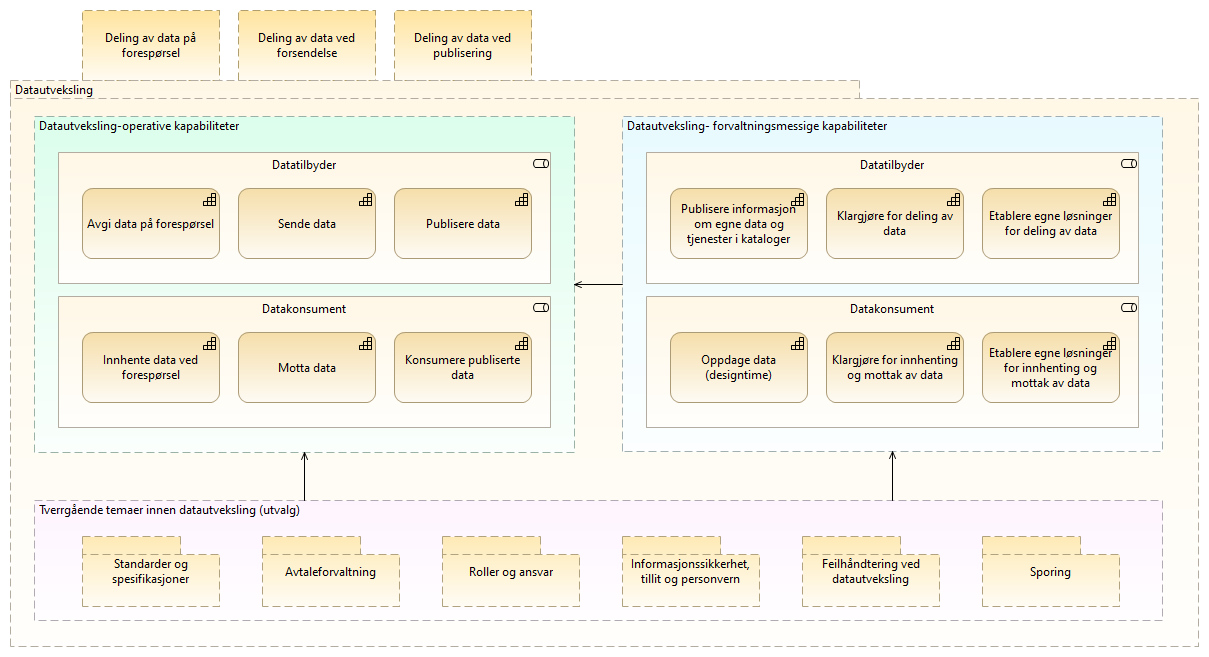 Deling av data på
forespørsel
Deling av data ved
forsendelse
Deling av data ved
publisering
Datautveksling
Datautveksling-operative kapabiliteter
Datatilbyder
Avgi data på forespørsel
Sende data
Publisere data
Datakonsument
Innhente data ved
forespørsel
Motta data
Konsumere publiserte
data
Datautveksling- forvaltningsmessige kapabiliteter
Datatilbyder
Publisere informasjon
om egne data og
tjenester i kataloger
Klargjøre for deling av
data
Etablere egne løsninger
for deling av data
Datakonsument
Oppdage data
(designtime)
Klargjøre for innhenting
og mottak av data
Etablere egne løsninger
for innhenting og
mottak av data
Tverrgående temaer innen datautveksling (utvalg)
Standarder og
spesifikasjoner
Avtaleforvaltning
Roller og ansvar
Informasjonssikkerhet,
tillit og personvern
Feilhåndtering ved
datautveksling
Sporing